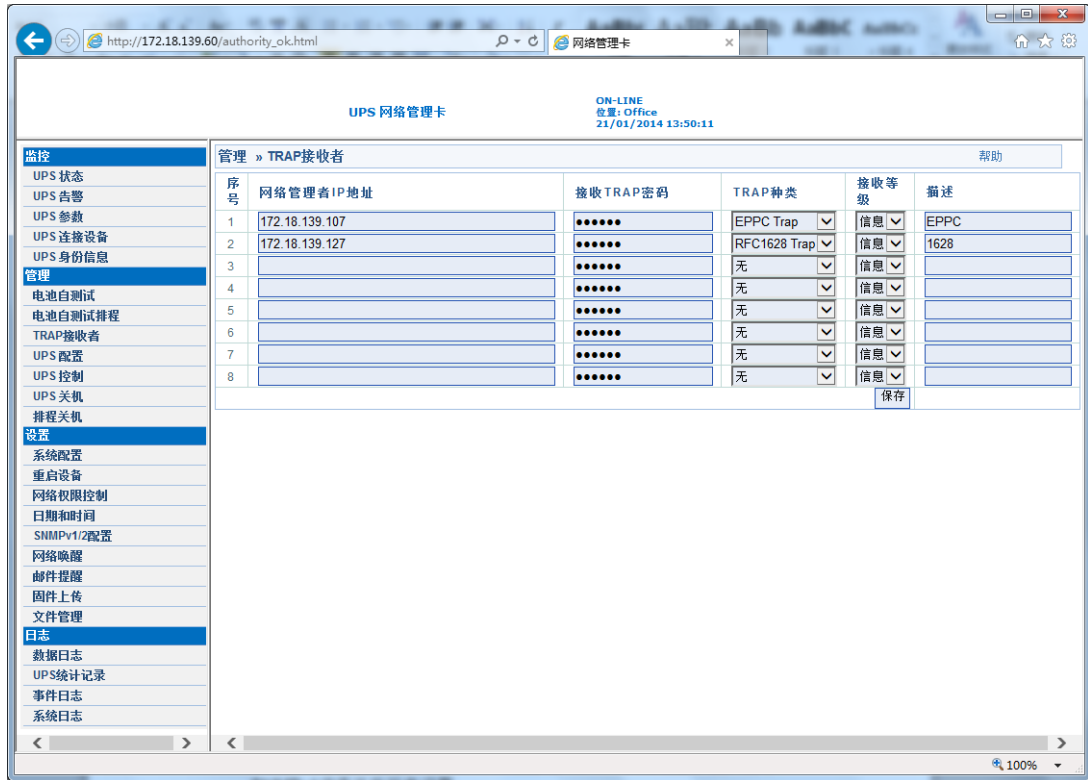 http://172.18.139.60/authority_ok.html
网络管理卡
UPS 网络管理卡
ON-LINE
位置: Office
21/01/2014 13:50:11
监控
UPS 状态
UPS 告警
UPS 参数
UPS 连接设备
UPS 身份信息
管理
电池自测试
电池自测试排程
TRAP接收者
UPS 配置
UPS 控制
UPS 关机
排程关机
设置
系统配置
重启设备
网络权限控制
日期和时间
SNMPv1/2配置
网络唤醒
邮件提醒
固件上传
文件管理
日志
数据日志
UPS统计记录
事件日志
系统日志
管理 » TRAP接收者 帮助
序号 网络管理者IP地址 接收TRAP密码 TRAP种类 接收等级 描述
1 172.18.139.107 •••••• EPPC Trap 信息 EPPC
2 172.18.139.127 •••••• RFC1628 Trap 信息 1628
3 •••••• 无 信息
4 •••••• 无 信息
5 •••••• 无 信息
6 •••••• 无 信息
7 •••••• 无 信息
8 •••••• 无 信息
保存
100%